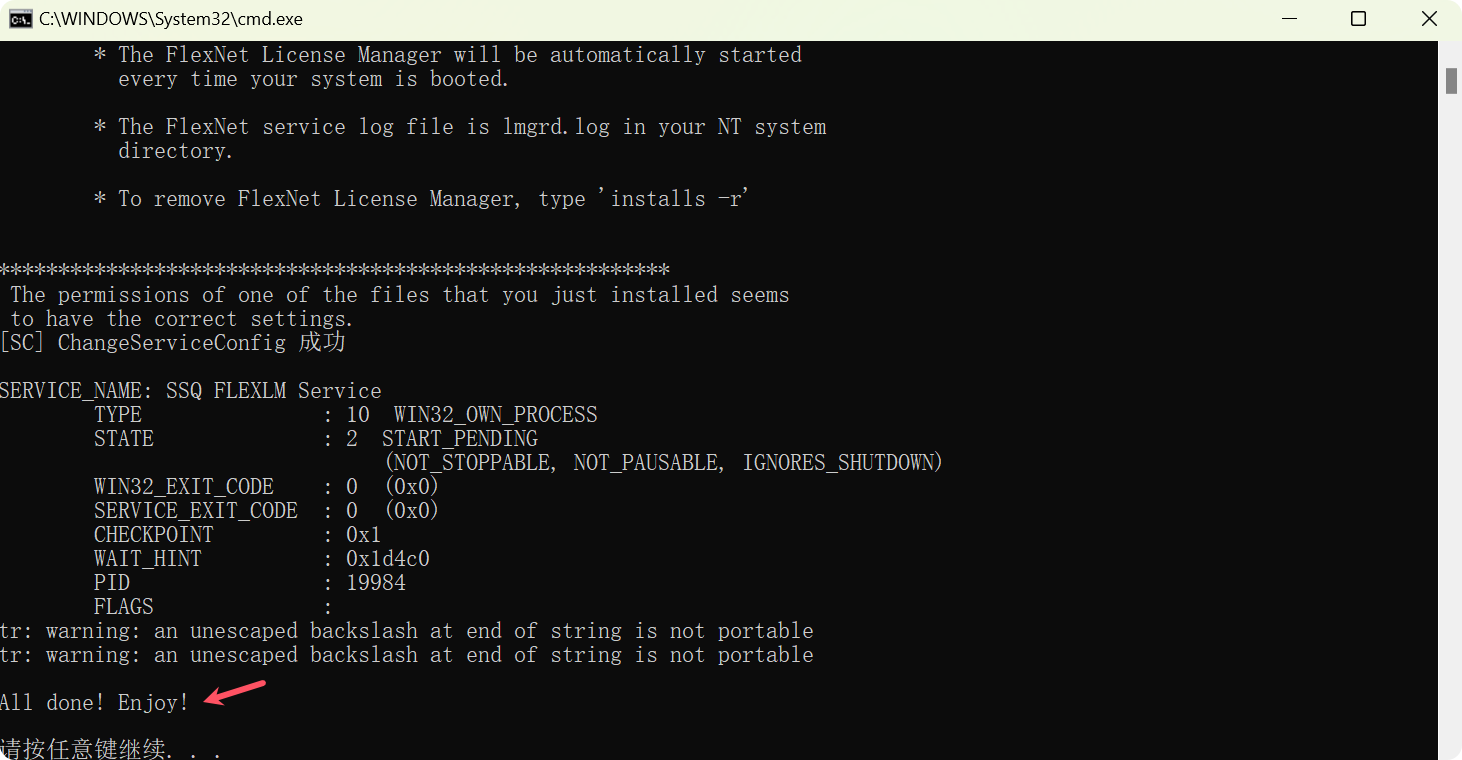 C:\WINDOWS\System32\cmd.exe
* The FlexNet License Manager will be automatically started
every time your system is booted.
* The FlexNet service log file is lmgrd.log in your NT system
directory.
* To remove FlexNet License Manager, type 'installs -r'
********************************************************
The permissions of one of the files that you just installed seems
to have the correct settings.
[SC] ChangeServiceConfig 成功
SERVICE_NAME: SSQ FLEXLM Service
TYPE : 10 WIN32_OWN_PROCESS
STATE : 2 START_PENDING
(NOT_STOPPABLE, NOT_PAUSABLE, IGNORES_SHUTDOWN)
WIN32_EXIT_CODE : 0 (0x0)
SERVICE_EXIT_CODE : 0 (0x0)
CHECKPOINT : 0x1
WAIT_HINT : 0x1d4c0
PID : 19984
FLAGS :
tr: warning: an unescaped backslash at end of string is not portable
tr: warning: an unescaped backslash at end of string is not portable
All done! Enjoy!
请按任意键继续. . .